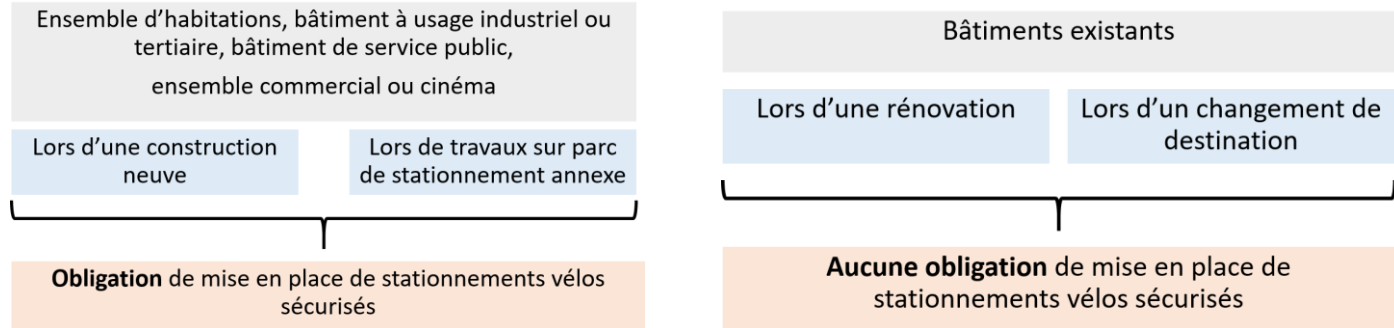 Ensemble d’habitations, bâtiment à usage industriel ou
tertiaire, bâtiment de service public,
ensemble commercial ou cinéma
Lors d’une construction
neuve
Lors de travaux sur parc
de stationnement annexe
Obligation de mise en place de stationnements vélos
sécurisés
Bâtiments existants
Lors d’une rénovation
Lors d’un changement de
destination
Aucune obligation de mise en place de
stationnements vélos sécurisés